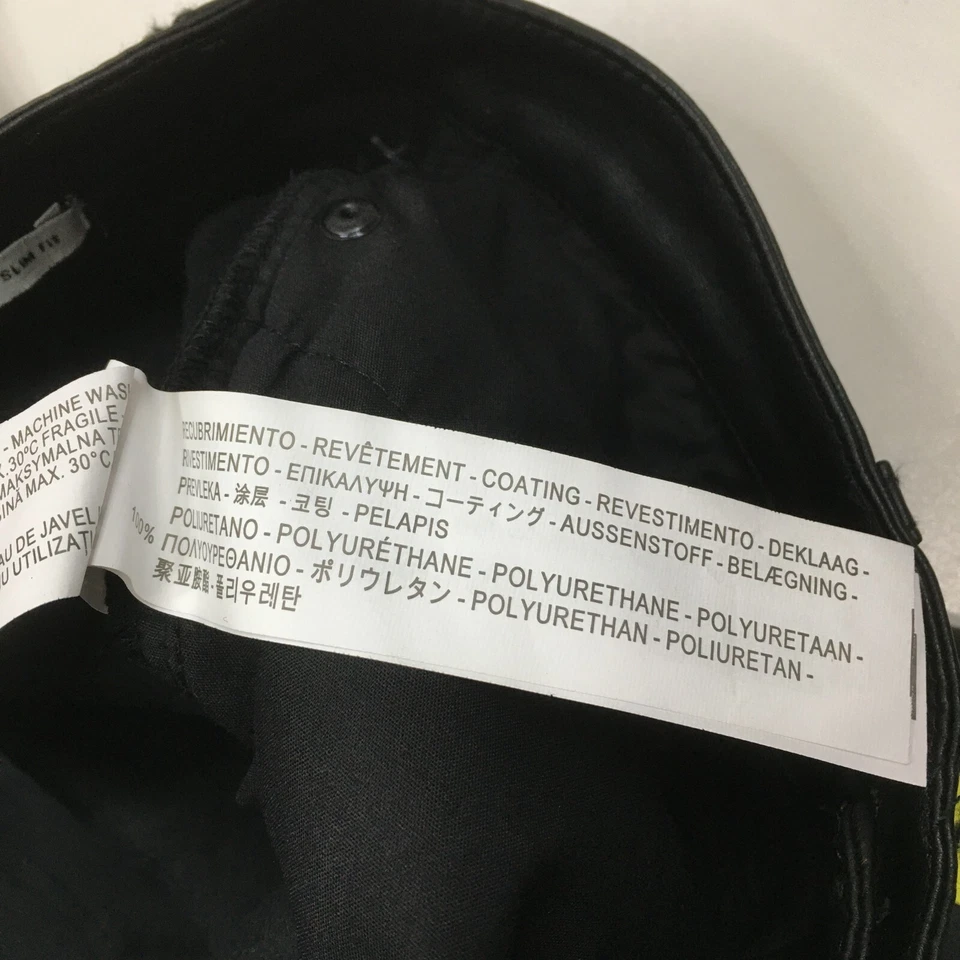 SLIM FIT
- MACHINE WAS
. 30°C FRAGILE -
MAKSYMALNA T
INĂ MAX. 30°C
AU DE JAVEL
U UTILIZAT
RECUBRIMIENTO - REVÊTEMENT - COATING - REVESTIMENTO - DEKLAAG -
RIVESTIMENTO - ΕΠΙΚΑΛΥΨΗ - コーティング - AUSSENSTOFF - BELÆGNING -
PREVLEKA - 涂层 - 코팅 - PELAPIS
100%
POLIURETANO - POLYURÉTHANE - POLYURETHANE - POLYURETAAN -
ΠΟΛΥΟΥΡΕΘΑΝΙΟ - ポリウレタン - POLYURETHAN - POLIURETAN -
聚亚胺酯 - 폴리우레탄